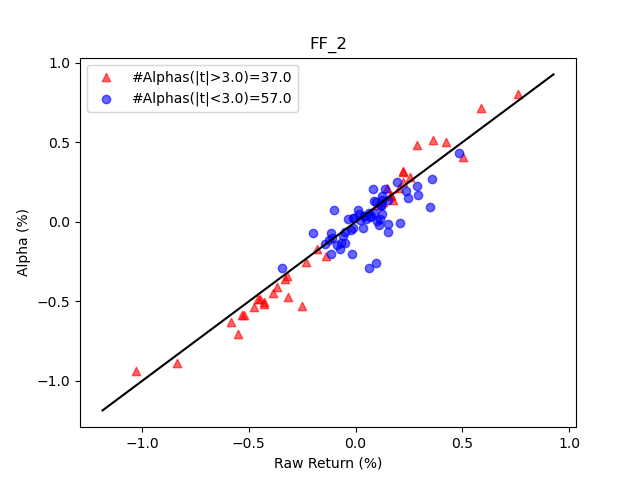 FF_2
#Alphas(|t|>3.0)=37.0
#Alphas(|t|<3.0)=57.0
Alpha (%)
1.0
0.5
0.0
−0.5
−1.0
−1.0 −0.5 0.0 0.5 1.0
Raw Return (%)